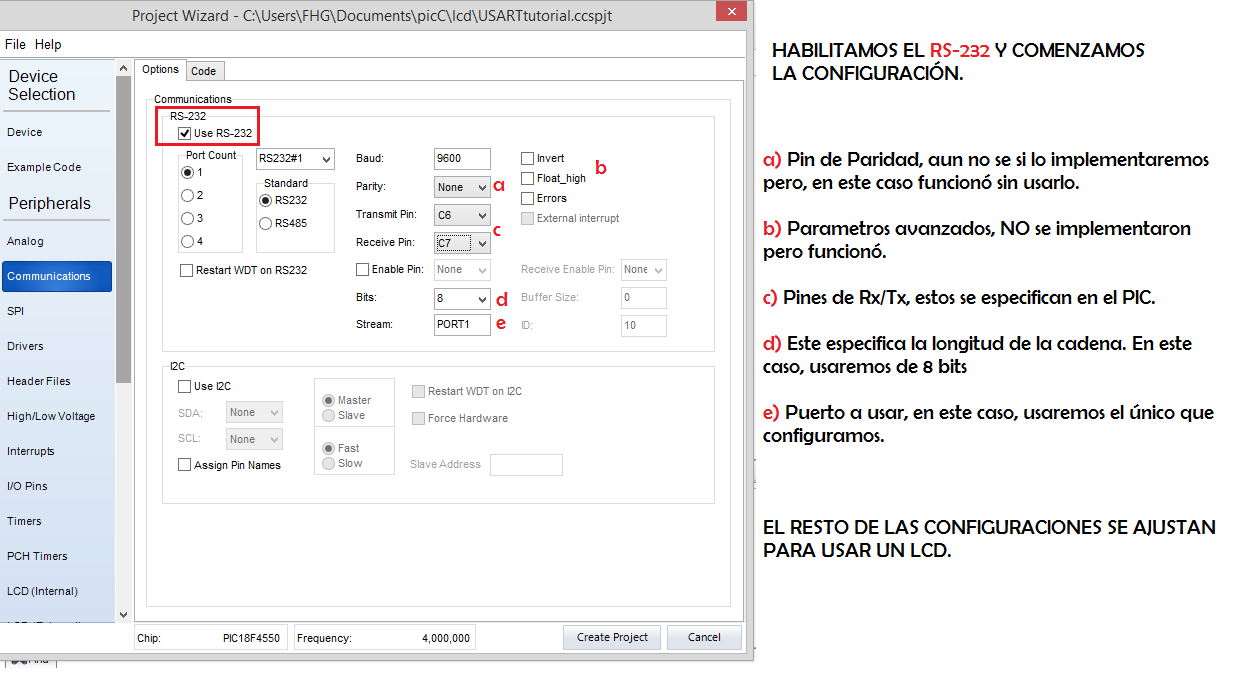 Project Wizard - C:\Users\FHG\Documents\picC\lcd\USARTtutorial.ccspjt
File Help
Device
Selection
Device
Example Code
Peripherals
Analog
Communications
SPI
Drivers
Header Files
High/Low Voltage
Interrupts
I/O Pins
Timers
PCH Timers
LCD (Internal)
Options Code
Communications
RS-232
Use RS-232
Port Count
1
2
3
4
RS232#1
Standard
RS232
RS485
Restart WDT on RS232
Baud: 9600
Parity: None a
Transmit Pin: C6
c
Receive Pin: C7
Enable Pin: None
Bits: 8 d
Stream: PORT1 e
Invert
b
Float_high
Errors
External interrupt
Receive Enable Pin: None
Buffer Size: 0
ID: 10
I2C
Use I2C
SDA: None
SCL: None
Assign Pin Names
Master
Slave
Fast
Slow
Restart WDT on I2C
Force Hardware
Slave Address
Chip: PIC18F4550
Frequency: 4,000,000
Create Project
Cancel
HABILITAMOS EL RS-232 Y COMENZAMOS
LA CONFIGURACIÓN.
a) Pin de Paridad, aun no se si lo implementaremos
pero, en este caso funcionó sin usarlo.
b) Parametros avanzados, NO se implementaron
pero funcionó.
c) Pines de Rx/Tx, estos se especifican en el PIC.
d) Este especifica la longitud de la cadena. En este
caso, usaremos de 8 bits
e) Puerto a usar, en este caso, usaremos el único que
configuramos.
EL RESTO DE LAS CONFIGURACIONES SE AJUSTAN
PARA USAR UN LCD.